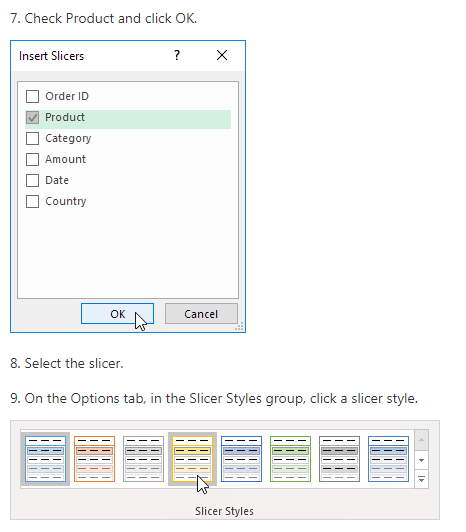 7. Check Product and click OK.
Insert Slicers ? X
Order ID
Product
Category
Amount
Date
Country
OK Cancel
8. Select the slicer.
9. On the Options tab, in the Slicer Styles group, click a slicer style.
Slicer Styles